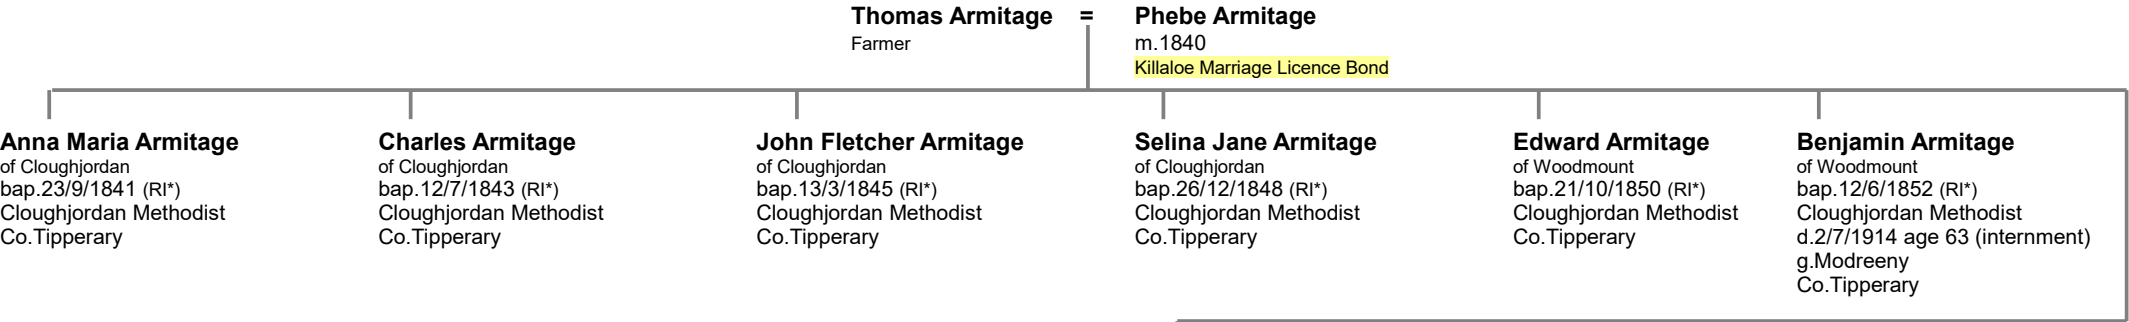 Thomas Armitage = Phebe Armitage
Farmer
m.1840
Killaloe Marriage Licence Bond
Anna Maria Armitage
of Cloughjordan
bap.23/9/1841 (RI*)
Cloughjordan Methodist
Co.Tipperary
Charles Armitage
of Cloughjordan
bap.12/7/1843 (RI*)
Cloughjordan Methodist
Co.Tipperary
John Fletcher Armitage
of Cloughjordan
bap.13/3/1845 (RI*)
Cloughjordan Methodist
Co.Tipperary
Selina Jane Armitage
of Cloughjordan
bap.26/12/1848 (RI*)
Cloughjordan Methodist
Co.Tipperary
Edward Armitage
of Woodmount
bap.21/10/1850 (RI*)
Cloughjordan Methodist
Co.Tipperary
Benjamin Armitage
of Woodmount
bap.12/6/1852 (RI*)
Cloughjordan Methodist
d.2/7/1914 age 63 (internment)
g.Modreeny
Co.Tipperary